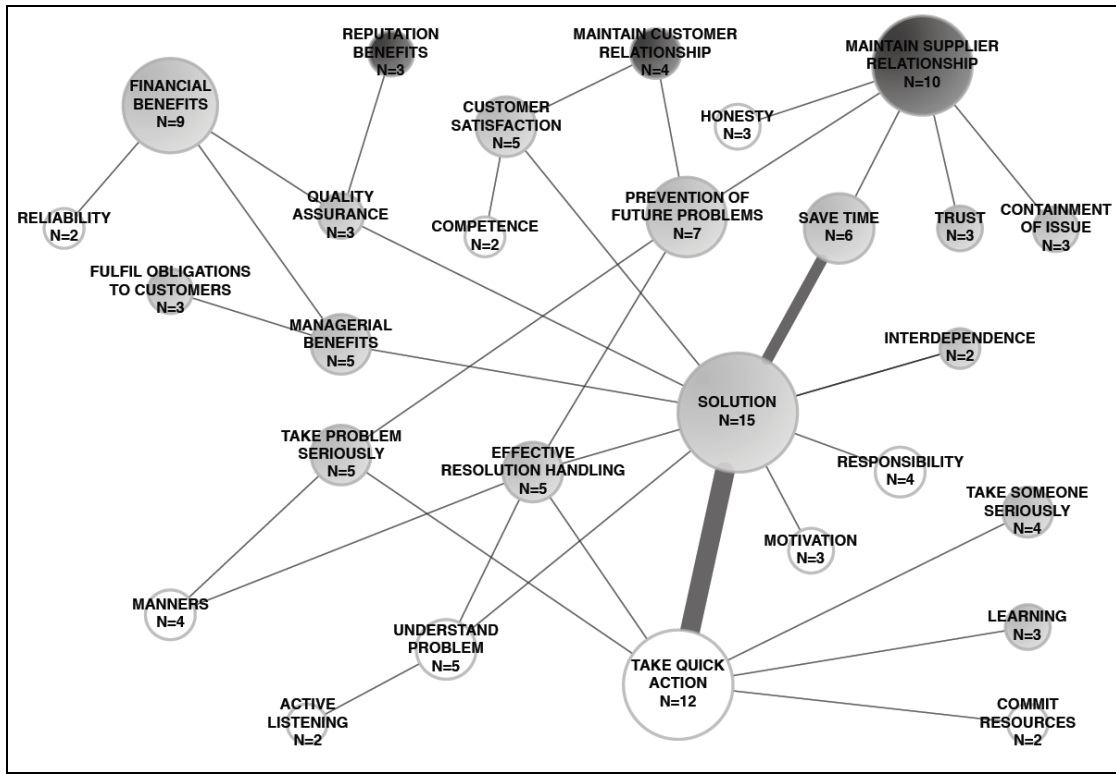 REPUTATION
BENEFITS
N=3
MAINTAIN CUSTOMER
RELATIONSHIP
N=4
MAINTAIN SUPPLIER
RELATIONSHIP
N=10
FINANCIAL
BENEFITS
N=9
CUSTOMER
SATISFACTION
N=5
HONESTY
N=3
RELIABILITY
N=2
QUALITY
ASSURANCE
N=3
COMPETENCE
N=2
PREVENTION OF
FUTURE PROBLEMS
N=7
SAVE TIME
N=6
TRUST
N=3
CONTAINMENT
OF ISSUE
N=3
FULFIL OBLIGATIONS
TO CUSTOMERS
N=3
MANAGERIAL
BENEFITS
N=5
INTERDEPENDENCE
N=2
SOLUTION
N=15
TAKE PROBLEM
SERIOUSLY
N=5
EFFECTIVE
RESOLUTION HANDLING
N=5
RESPONSIBILITY
N=4
TAKE SOMEONE
SERIOUSLY
N=4
MOTIVATION
N=3
MANNERS
N=4
UNDERSTAND
PROBLEM
N=5
LEARNING
N=3
TAKE QUICK
ACTION
N=12
ACTIVE
LISTENING
N=2
COMMIT
RESOURCES
N=2